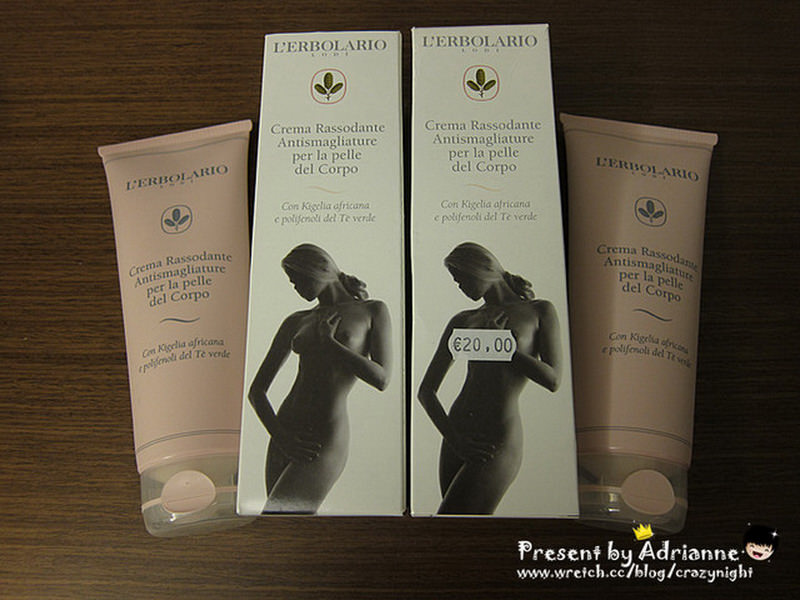 L'ERBOLARIO
LODI
Crema Rassodante
Antismagliature
per la pelle
del Corpo
Con Kigelia africana
e polifenoli del Tè verde
L'ERBOLARIO
LODI
Crema Rassodante
Antismagliature
per la pelle
del Corpo
Con Kigelia africana
e polifenoli del Tè verde
L'ERBOLARIO
LODI
Crema Rassodante
Antismagliature
per la pelle
del Corpo
Con Kigelia africana
e polifenoli del Tè verde
€20,00
L'ERBOLARIO
LODI
Crema Rassodante
Antismagliature
per la pelle
del Corpo
Con Kigelia africana
e polifenoli del Tè verde
Present by Adrianne
www.wretch.cc/blog/crazynight